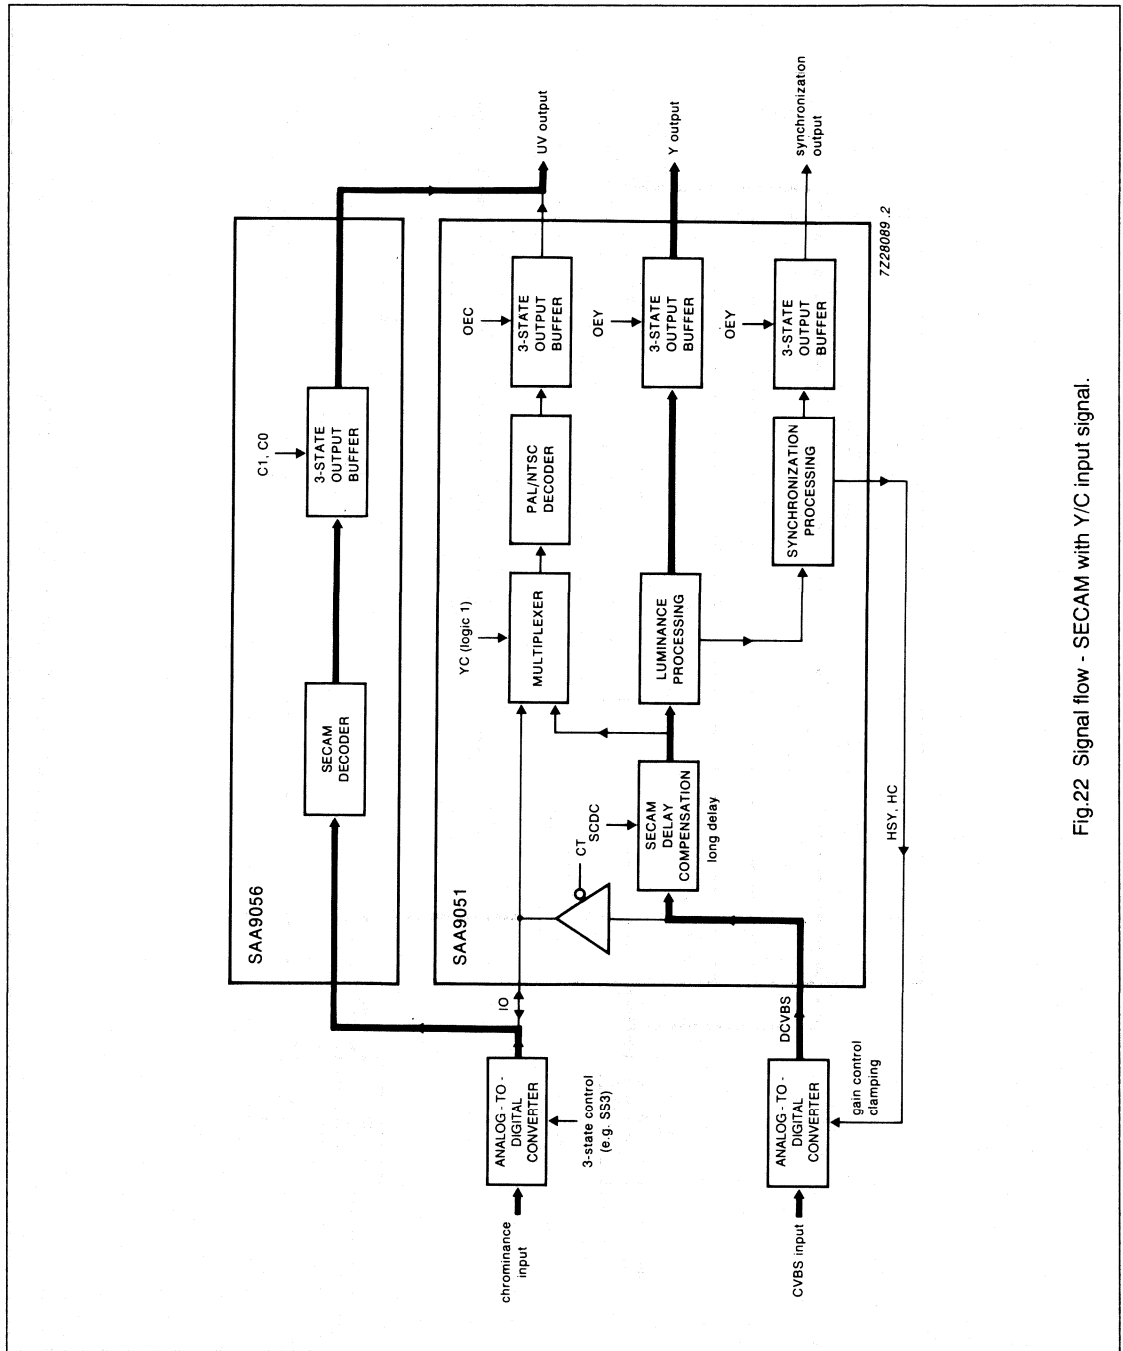 SAA9056
SECAM
DECODER
C1, C0
3-STATE
OUTPUT
BUFFER
UV output
SAA9051
chrominance
input
ANALOG - TO -
DIGITAL
CONVERTER
3-state control
(e.g. SS3)
IO
YC (logic 1)
MULTIPLEXER
PAL/NTSC
DECODER
OEC
3-STATE
OUTPUT
BUFFER
CT
SCDC
SECAM
DELAY
COMPENSATION
long delay
LUMINANCE
PROCESSING
OEY
3-STATE
OUTPUT
BUFFER
Y output
CVBS input
ANALOG - TO -
DIGITAL
CONVERTER
DCVBS
gain control
clamping
SYNCHRONIZATION
PROCESSING
OEY
3-STATE
OUTPUT
BUFFER
synchronization
output
HSY, HC
7Z28089.2
Fig.22 Signal flow - SECAM with Y/C input signal.